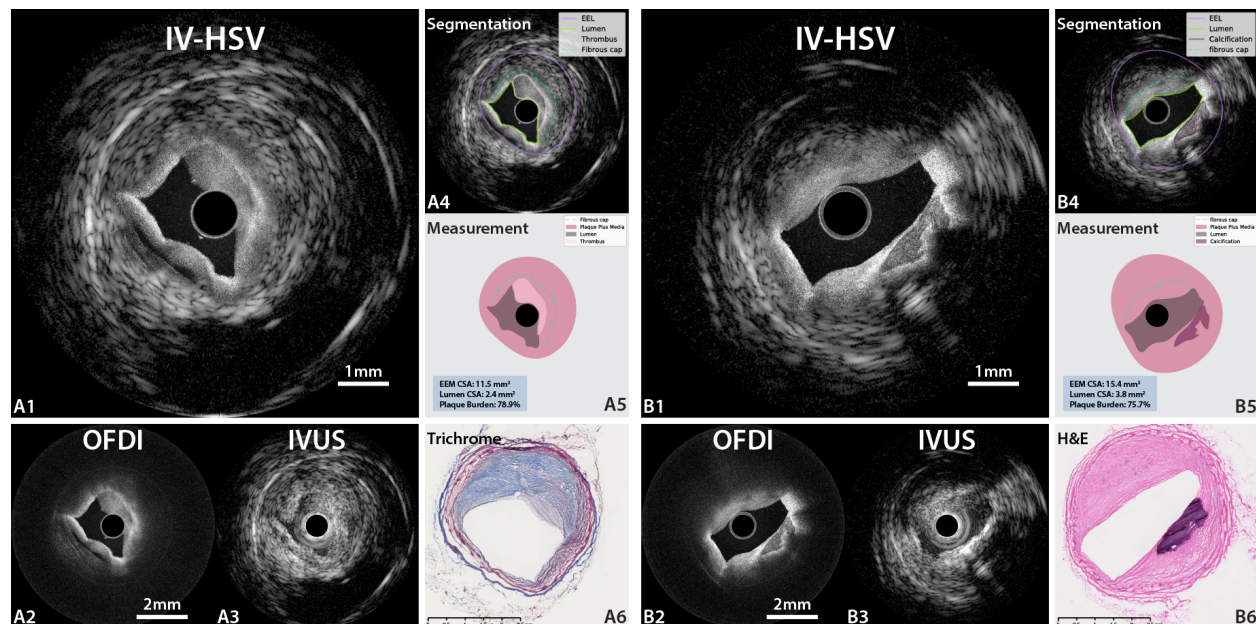 IV-HSV
1mm
A1
Segmentation
EEL
Lumen
Thrombus
Fibrous cap
A4
Measurement
fibrous cap
Plaque Plus Media
Lumen
Thrombus
EEM CSA: 11.5 mm²
Lumen CSA: 2.4 mm²
Plaque Burden: 78.9%
A5
OFDI
2mm
A2
IVUS
A3
Trichrome
A6
IV-HSV
1mm
B1
Segmentation
EEL
Lumen
Calcification
fibrous cap
B4
Measurement
fibrous cap
Plaque Plus Media
Lumen
Calcification
EEM CSA: 15.4 mm²
Lumen CSA: 3.8 mm²
Plaque Burden: 75.7%
B5
OFDI
2mm
B2
IVUS
B3
H&E
B6